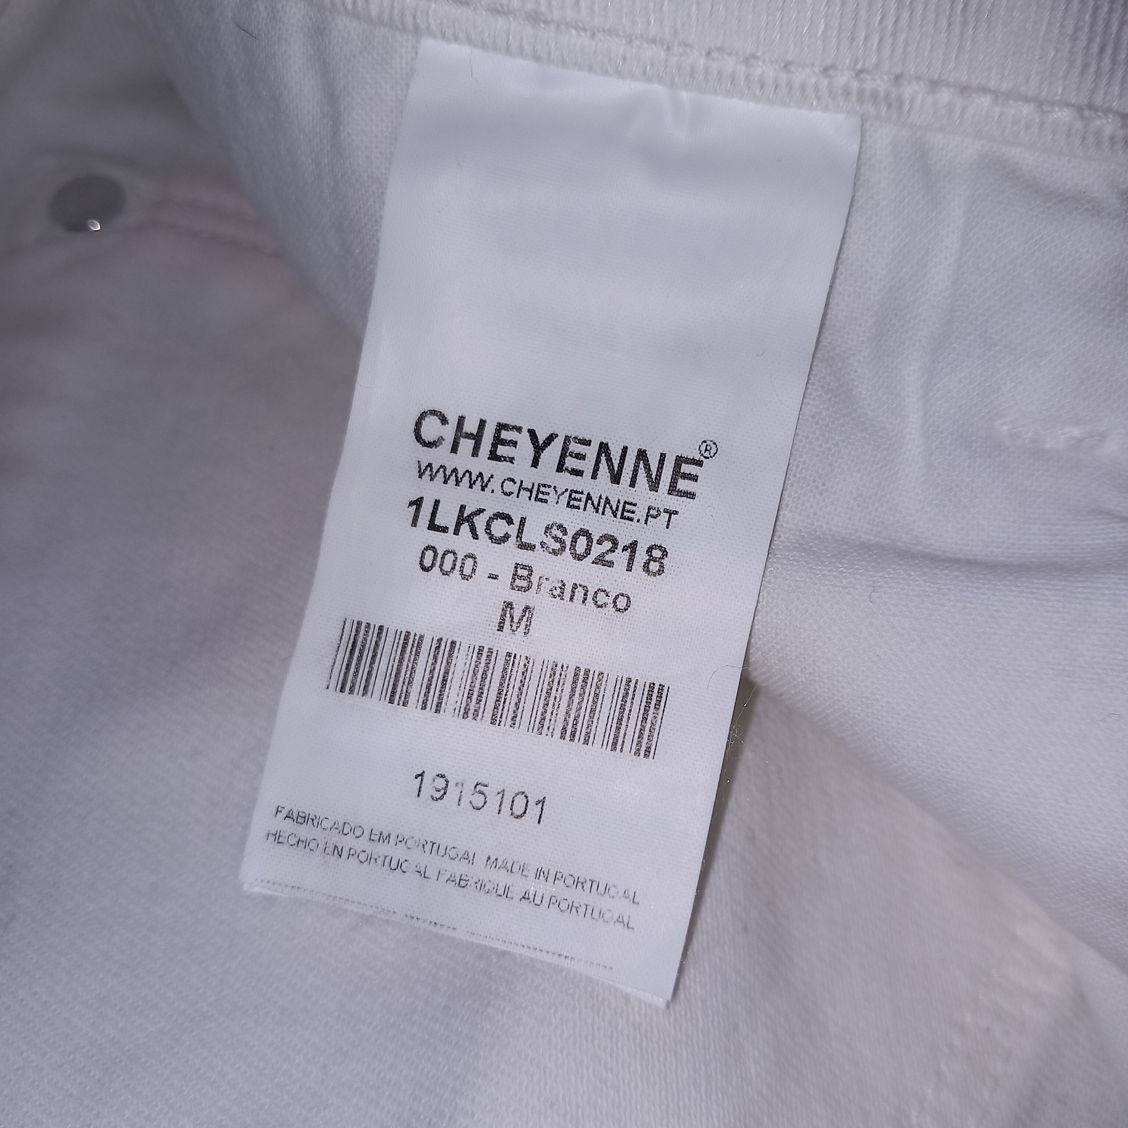 CHEYENNE®
WWW.CHEYENNE.PT
1LKCLS0218
000 - Branco
M
1915101
FABRICADO EM PORTUGAL MADE IN PORTUGAL
HECHO EN PORTUGAL FABRIQUE AU PORTUGAL